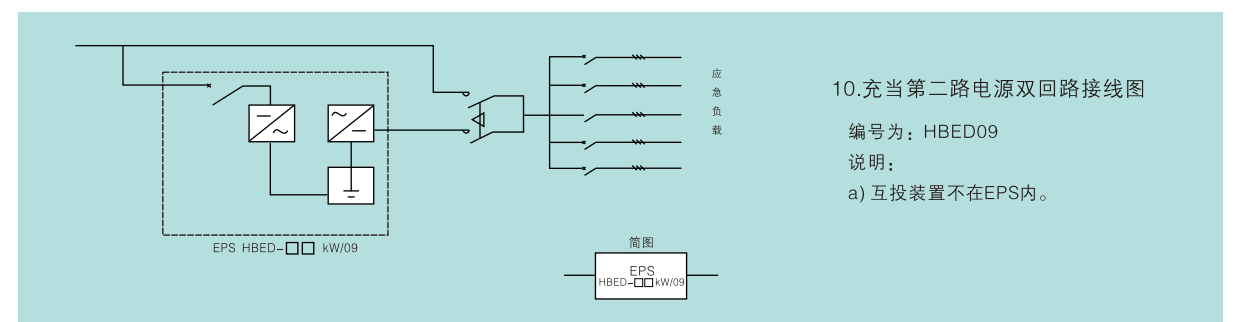 应
急
负
载
EPS HBED-□□ kW/09
简图
EPS
HBED-□□kW/09
10.充当第二路电源双回路接线图
编号为：HBED09
说明：
a) 互投装置不在EPS内。